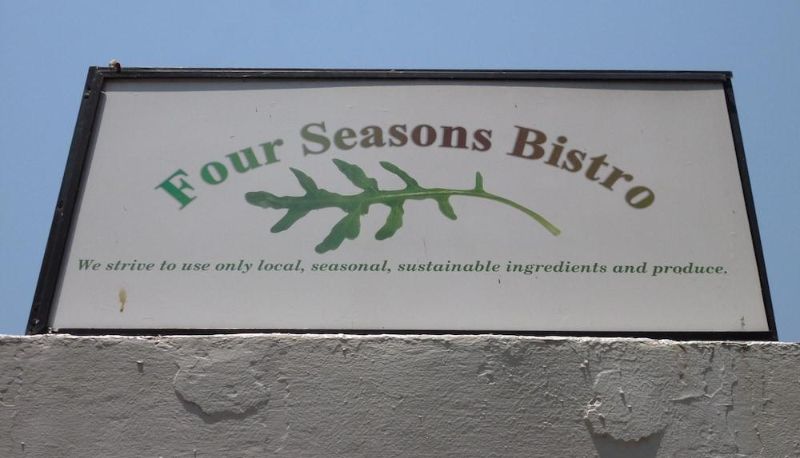 Four Seasons Bistro
We strive to use only local, seasonal, sustainable ingredients and produce.